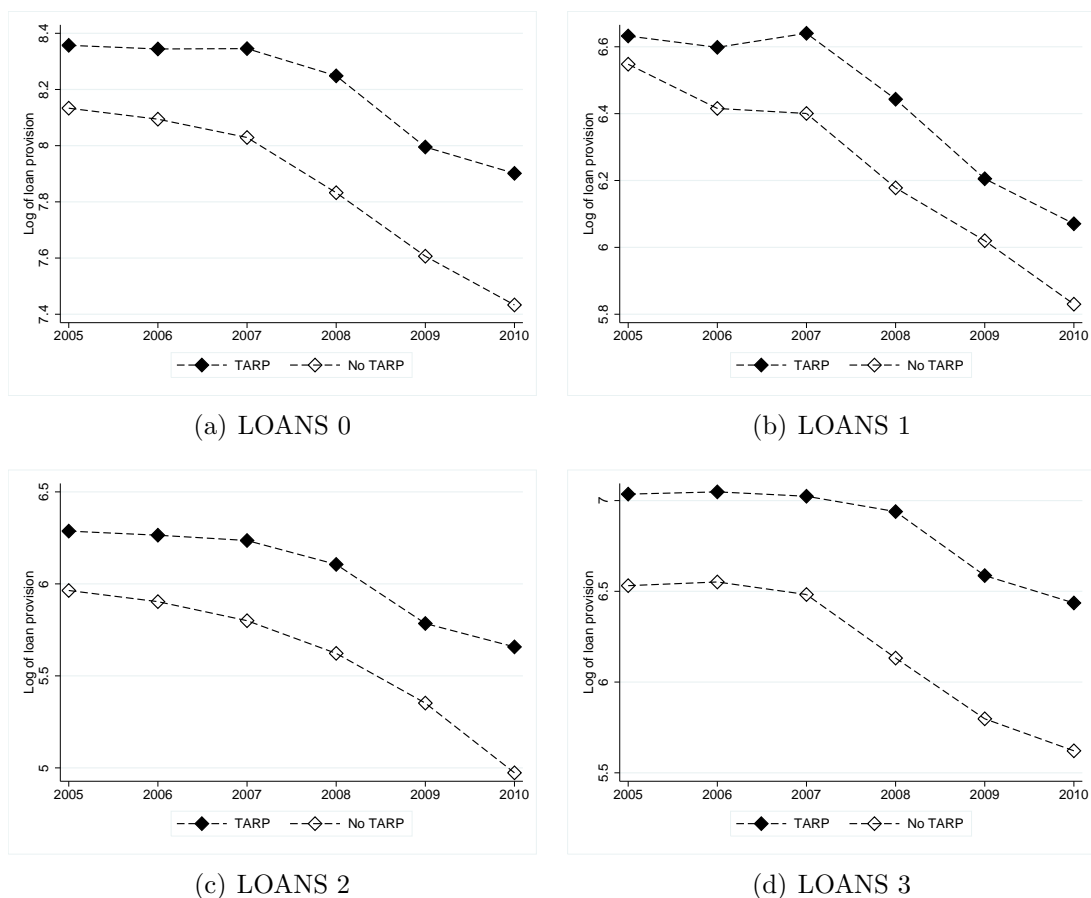 Log of loan provision
8.4
8.2
8
7.8
7.6
7.4
2005 2006 2007 2008 2009 2010
TARP No TARP
(a) LOANS 0
Log of loan provision
6.6
6.4
6.2
6
5.8
2005 2006 2007 2008 2009 2010
TARP No TARP
(b) LOANS 1
Log of loan provision
6.5
6
5.5
5
2005 2006 2007 2008 2009 2010
TARP No TARP
(c) LOANS 2
Log of loan provision
7
6.5
6
5.5
2005 2006 2007 2008 2009 2010
TARP No TARP
(d) LOANS 3